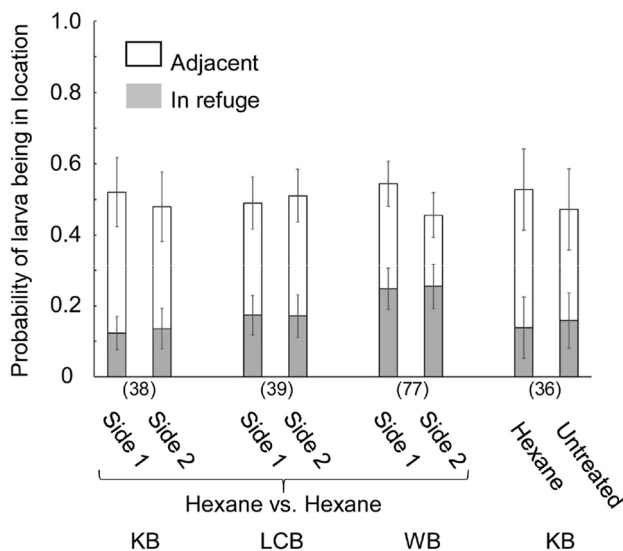 Probability of larva being in location
1.0
0.8
0.6
0.4
0.2
0
Adjacent
In refuge
(38) (39) (77) (36)
Side 1 Side 2 Side 1 Side 2 Side 1 Side 2 Hexane Untreated
Hexane vs. Hexane
KB LCB WB KB